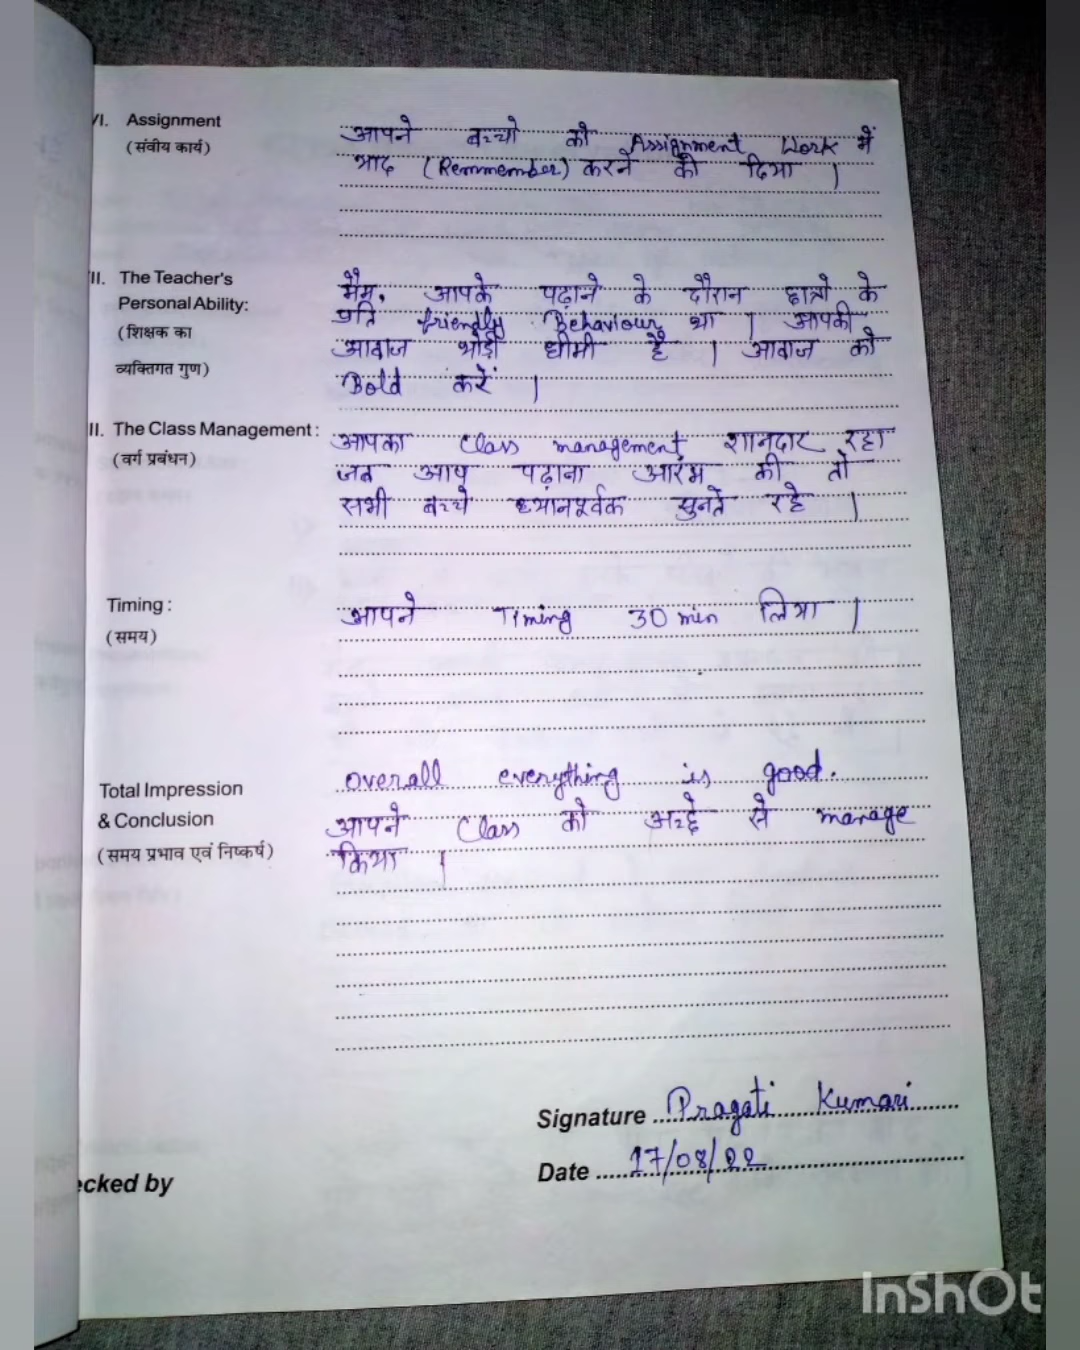 VI. Assignment
(संवीय कार्य)
आपने बच्चो को Assignment Work में
याद (Remmember) करने को दिया |
II. The Teacher's
Personal Ability:
(शिक्षक का
व्यक्तिगत गुण)
मैम, आपके पढ़ाने के दौरान छात्रो के
प्रति friendly Behaviour था | आपकी
आवाज थोड़ी धीमी है | आवाज को
Bold करें |
II. The Class Management:
(वर्ग प्रबंधन)
आपका Class management शानदार रहा
जब आप पढ़ाना आरंभ की तो
सभी बच्चे ध्यानपूर्वक सुनते रहे |
Timing:
(समय)
आपने Timing 30 min लिया |
Total Impression
& Conclusion
(समय प्रभाव एवं निष्कर्ष)
overall everything is good.
आपने Class को अच्छे से manage
किया |
Signature Pragati Kumari
Date 17/08/22
ecked by
InShOt